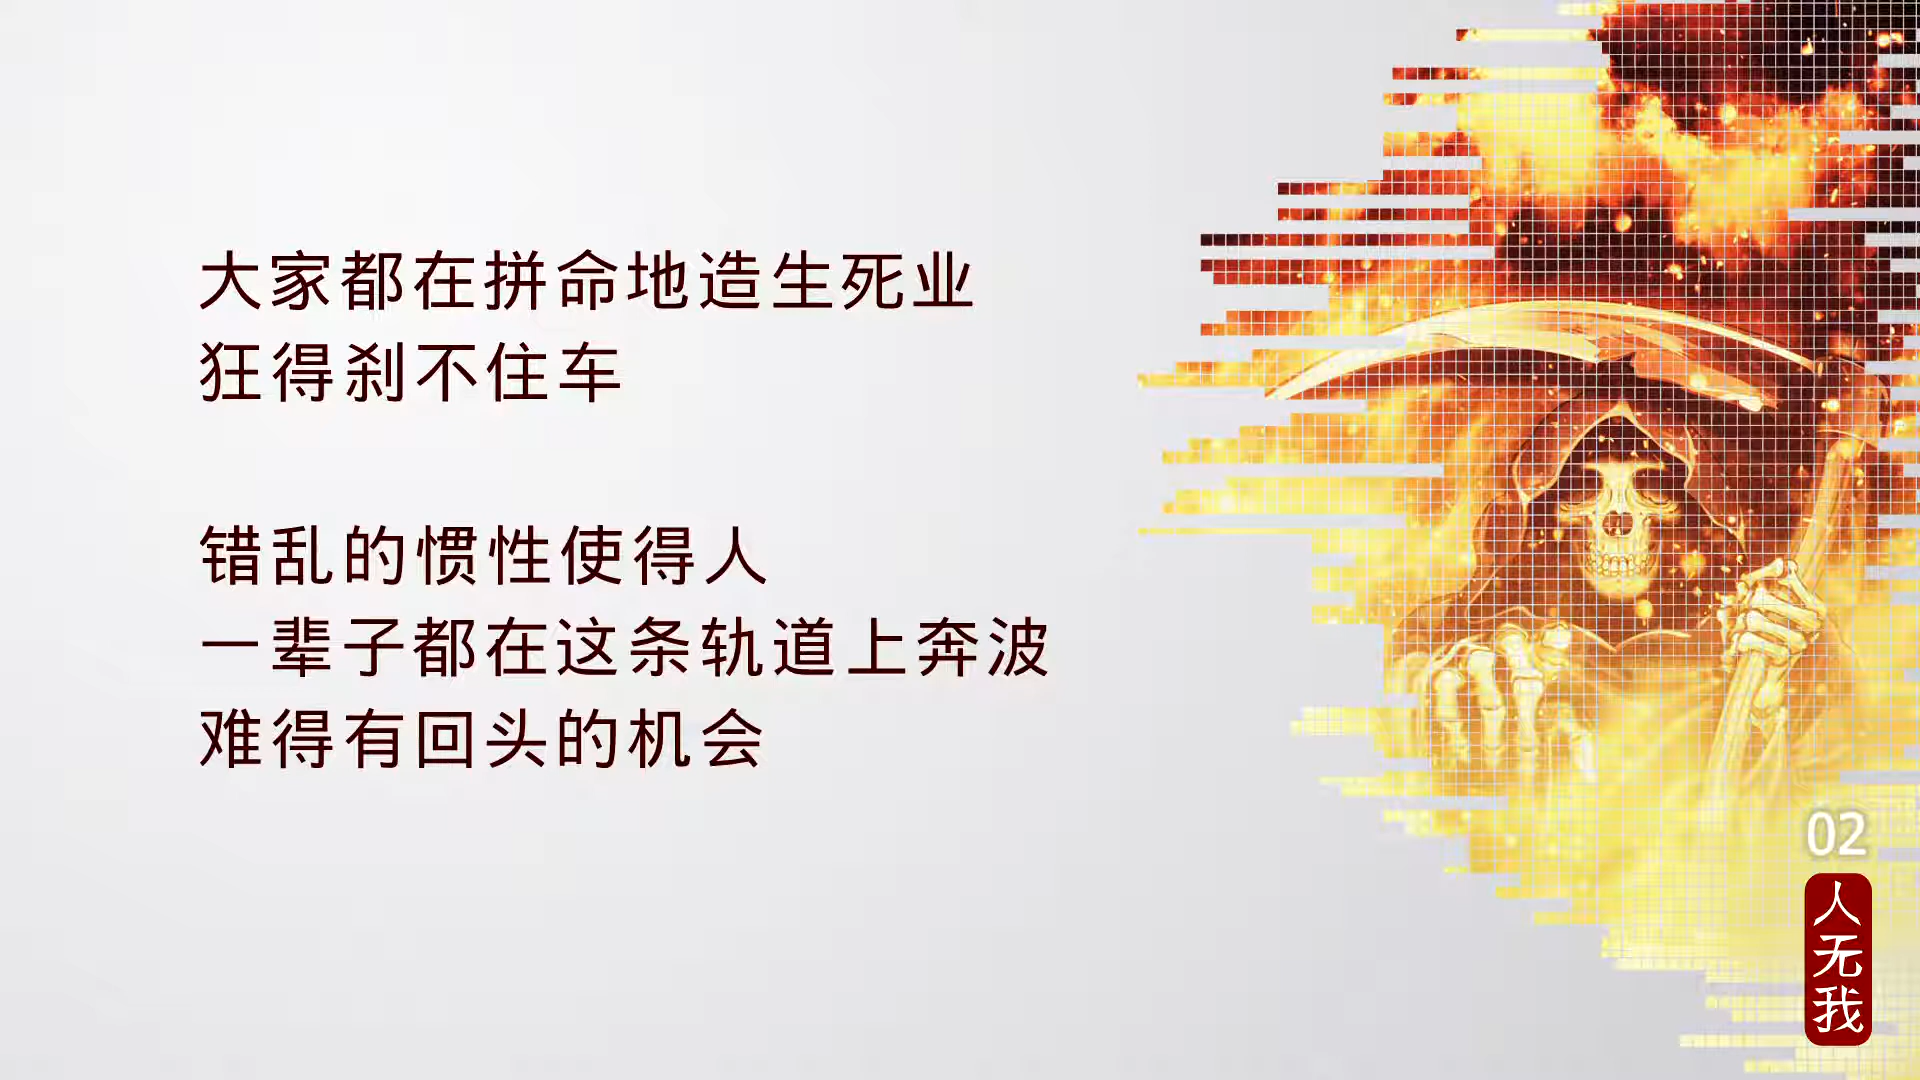 大家都在拼命地造生死业
狂得刹不住车
错乱的惯性使得人
一辈子都在这条轨道上奔波
难得有回头的机会
02
人无我